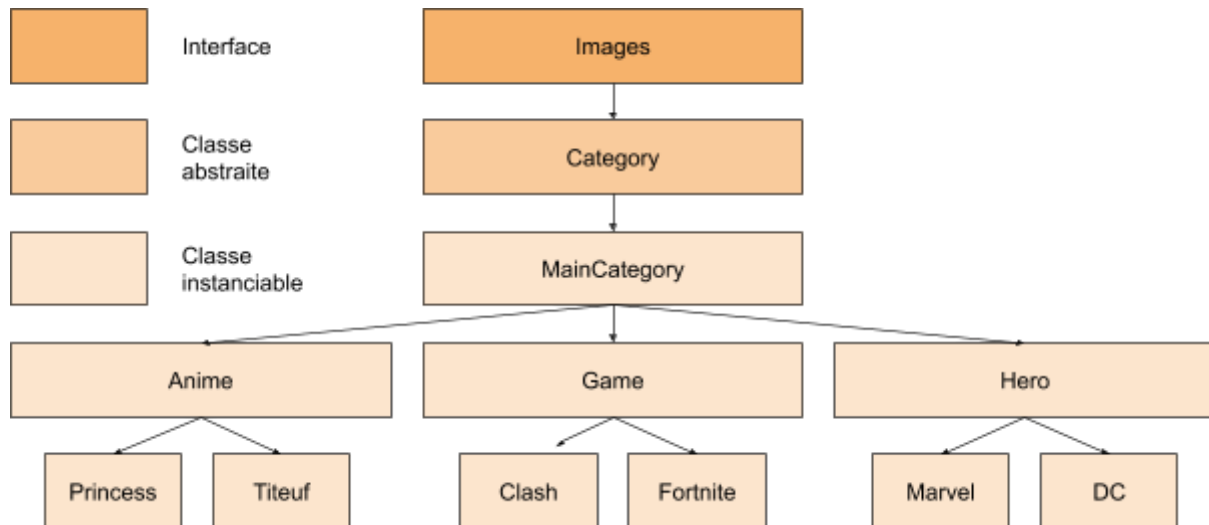 Interface
Images
Classe
abstraite
Category
Classe
instanciable
MainCategory
Anime
Game
Hero
Princess
Titeuf
Clash
Fortnite
Marvel
DC